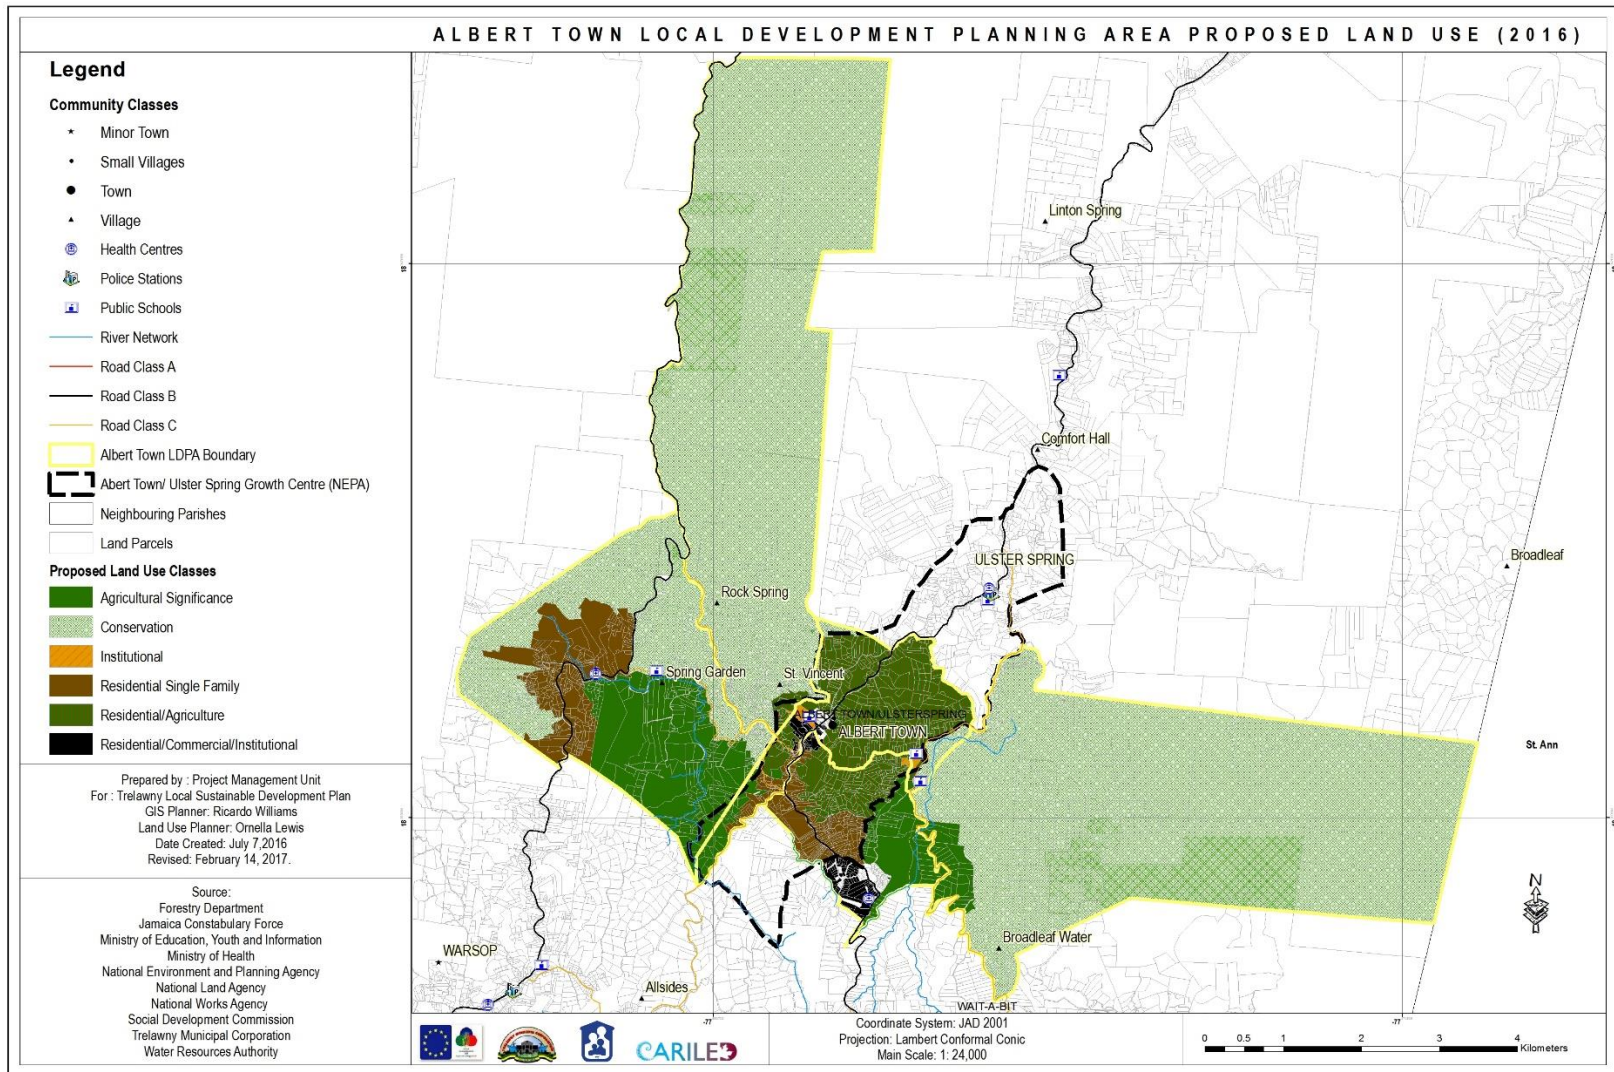 ALBERT TOWN LOCAL DEVELOPMENT PLANNING AREA PROPOSED LAND USE (2016)
Legend
Community Classes
Minor Town
Small Villages
Town
Village
Health Centres
Police Stations
Public Schools
River Network
Road Class A
Road Class B
Road Class C
Albert Town LDPA Boundary
Abert Town/ Ulster Spring Growth Centre (NEPA)
Neighbouring Parishes
Land Parcels
Proposed Land Use Classes
Agricultural Significance
Conservation
Institutional
Residential Single Family
Residential/Agriculture
Residential/Commercial/Institutional
Prepared by : Project Management Unit
For : Trelawny Local Sustainable Development Plan
GIS Planner: Ricardo Williams
Land Use Planner: Ornella Lewis
Date Created: July 7,2016
Revised: February 14, 2017.
Source:
Forestry Department
Jamaica Constabulary Force
Ministry of Education, Youth and Information
Ministry of Health
National Environment and Planning Agency
National Land Agency
National Works Agency
Social Development Commission
Trelawny Municipal Corporation
Water Resources Authority
Linton Spring
Comfort Hall
ULSTER SPRING
Broadleaf
Rock Spring
Spring Garden
St. Vincent
TOWN/ULSTERSPRING
ALBERT TOWN
St. Ann
Broadleaf Water
WARSOP
Allsides
WAIT-A-BIT
18
18
-77
-77
N
CARILED
Coordinate System: JAD 2001
Projection: Lambert Conformal Conic
Main Scale: 1: 24,000
0 0.5 1 2 3 4
Kilometers